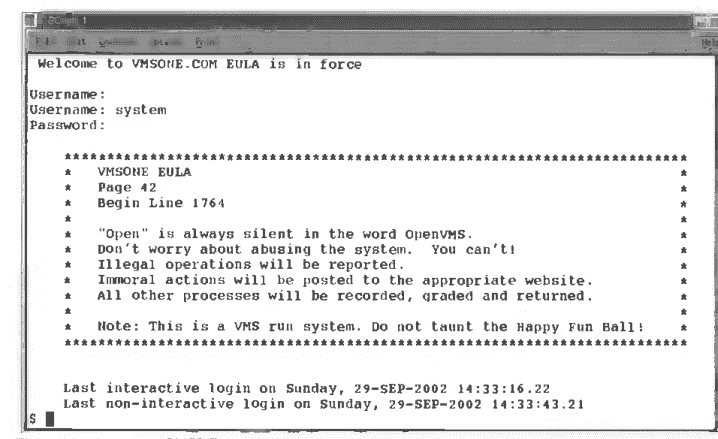 Welcome to VMSONE.COM EULA is in force
Username:
Username: system
Password:
****************************************************************************
* VMSONE EULA *
* Page 42 *
* Begin Line 1764 *
* *
* "Open" is always silent in the word OpenVMS. *
* Don't worry about abusing the system. You can't! *
* Illegal operations will be reported. *
* Immoral actions will be posted to the appropriate website. *
* All other processes will be recorded, graded and returned. *
* *
* Note: This is a VMS run system. Do not taunt the Happy Fun Ball! *
****************************************************************************
Last interactive login on Sunday, 29-SEP-2002 14:33:16.22
Last non-interactive login on Sunday, 29-SEP-2002 14:33:43.21
$